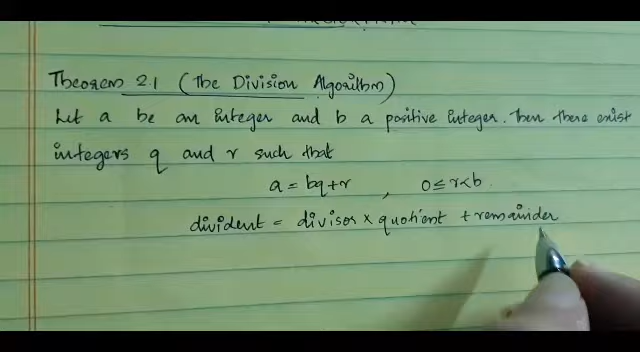 Theorem 2.1 (The Division Algorithm)
Let a be an integer and b a positive integer. Then there exist
integers q and r such that
a = bq + r , 0 ≤ r < b.
divident = divisor × quotient + remainder